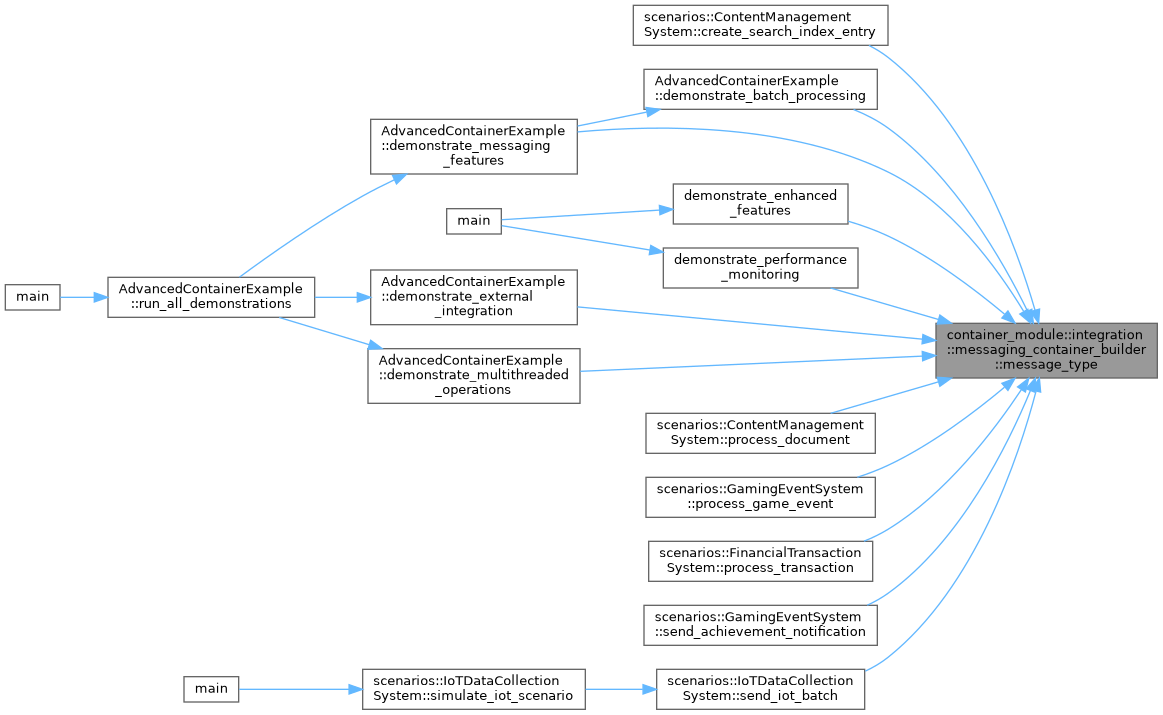 scenarios::ContentManagement
System::create_search_index_entry
AdvancedContainerExample
::demonstrate_batch_processing
AdvancedContainerExample
::demonstrate_messaging
_features
demonstrate_enhanced
_features
main
demonstrate_performance
_monitoring
AdvancedContainerExample
::demonstrate_external
_integration
main
AdvancedContainerExample
::run_all_demonstrations
container_module::integration
::messaging_container_builder
::message_type
AdvancedContainerExample
::demonstrate_multithreaded
_operations
scenarios::ContentManagement
System::process_document
scenarios::GamingEventSystem
::process_game_event
scenarios::FinancialTransaction
System::process_transaction
scenarios::GamingEventSystem
::send_achievement_notification
main
scenarios::IoTDataCollection
System::simulate_iot_scenario
scenarios::IoTDataCollection
System::send_iot_batch